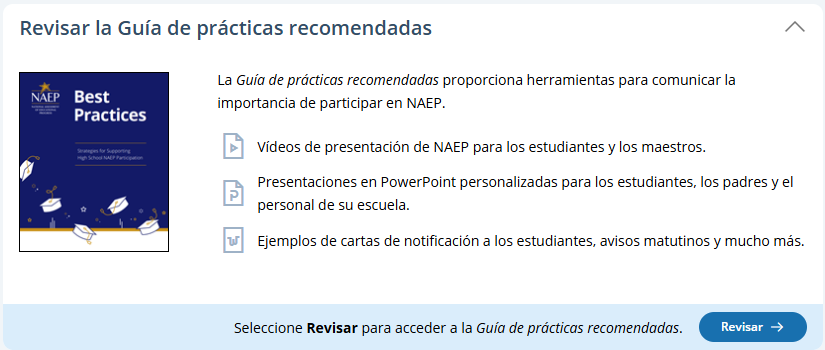 Revisar la Guía de prácticas recomendadas
NAEP
Best
Practices
Strategies for Supporting
High School NAEP Participation
La Guía de prácticas recomendadas proporciona herramientas para comunicar la
importancia de participar en NAEP.
Vídeos de presentación de NAEP para los estudiantes y los maestros.
Presentaciones en PowerPoint personalizadas para los estudiantes, los padres y el
personal de su escuela.
Ejemplos de cartas de notificación a los estudiantes, avisos matutinos y mucho más.
Seleccione Revisar para acceder a la Guía de prácticas recomendadas.
Revisar